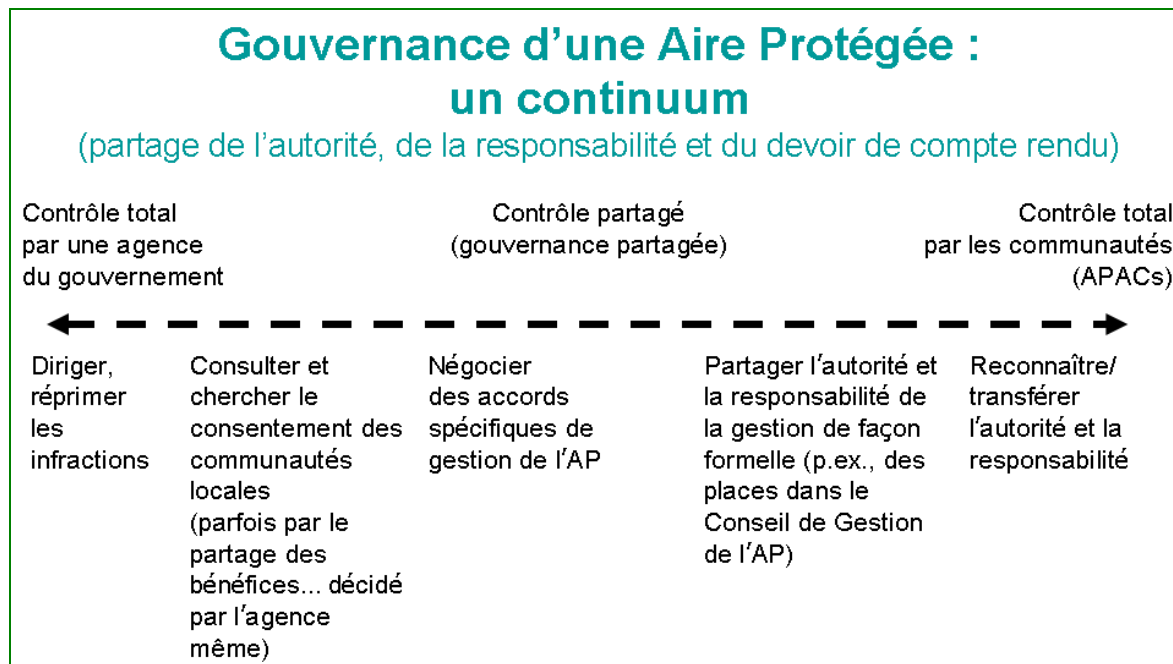 Gouvernance d'une Aire Protégée :
un continuum
(partage de l'autorité, de la responsabilité et du devoir de compte rendu)
Contrôle total
par une agence
du gouvernement
Contrôle partagé
(gouvernance partagée)
Contrôle total
par les communautés
(APACs)
Diriger,
réprimer
les
infractions
Consulter et
chercher le
consentement des
communautés
locales
(parfois par le
partage des
bénéfices... décidé
par l'agence
même)
Négocier
des accords
spécifiques de
gestion de l'AP
Partager l'autorité et
la responsabilité de
la gestion de façon
formelle (p.ex., des
places dans le
Conseil de Gestion
de l'AP)
Reconnaître/
transférer
l'autorité et la
responsabilité